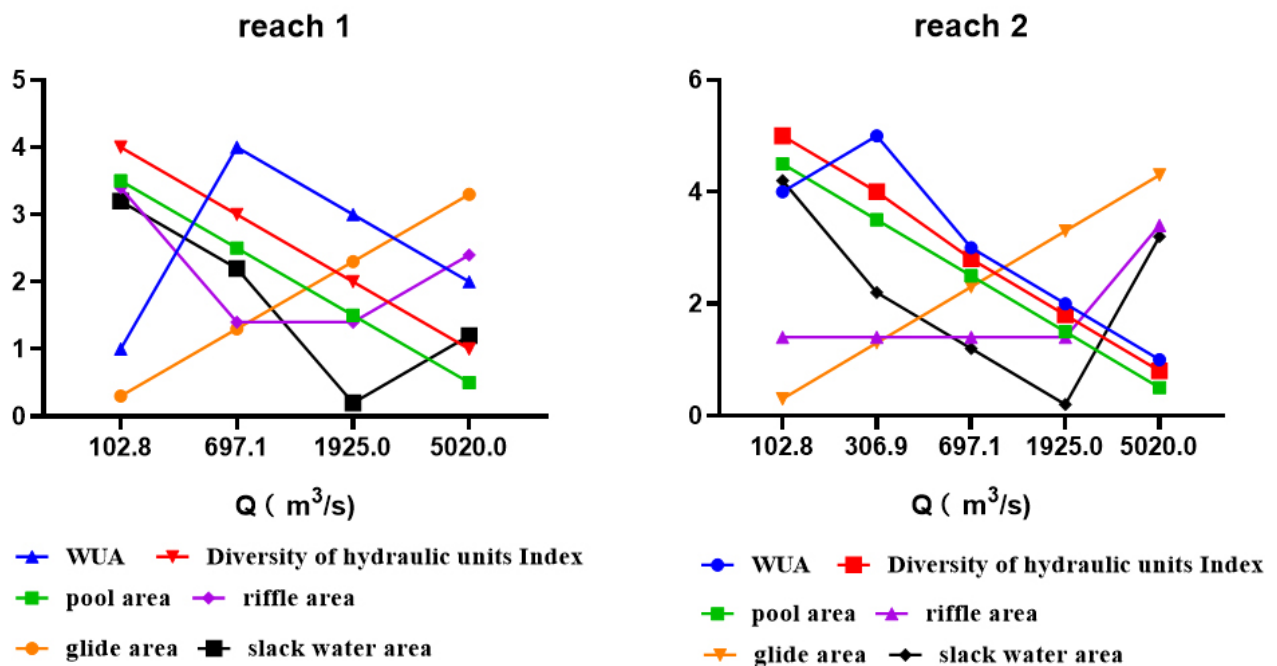 reach 1
5
4
3
2
1
0
102.8 697.1 1925.0 5020.0
Q ( m³/s)
WUA Diversity of hydraulic units Index
pool area riffle area
glide area slack water area
reach 2
6
4
2
0
102.8 306.9 697.1 1925.0 5020.0
Q ( m³/s)
WUA Diversity of hydraulic units Index
pool area riffle area
glide area slack water area